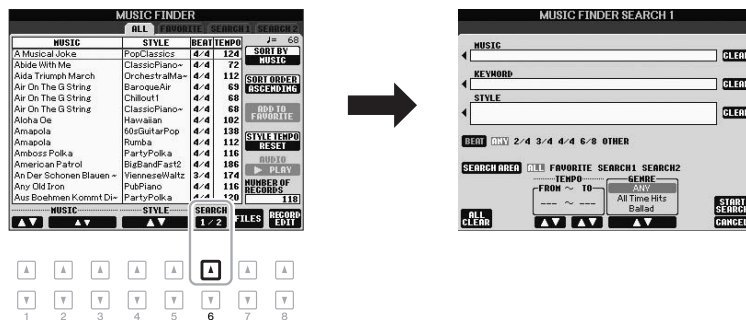 MUSIC FINDER
ALL FAVORITE SEARCH 1 SEARCH 2
MUSIC STYLE BEAT TEMPO ♩= 68
A Musical Joke PopClassics 4/4 124 SORT BY MUSIC
Abide With Me ClassicPiano~ 4/4 72
Aida Triumph March OrchestralMa~ 4/4 112 SORT ORDER
Air On The G String BaroqueAir 4/4 69 ASCENDING
Air On The G String Chillout1 4/4 68
Air On The G String ClassicPiano~ 4/4 68 ADD TO
Aloha Oe Hawaiian 4/4 102 FAVORITE
Amapola 60sGuitarPop 4/4 138 STYLE TEMPO
Amapola Rumba 4/4 112 RESET
Amboss Polka PartyPolka 4/4 116
American Patrol BigBandFast2 4/4 186 AUDIO
An Der Schonen Blauen ~ VienneseWaltz 3/4 174 ▶ PLAY
Any Old Iron PubPiano 4/4 116 NUMBER OF
Aus Boehmen Kommt Di~ PartyPolka 4/4 120 RECORDS
118
MUSIC STYLE SEARCH
▲▼ ▲▼ ▲▼ 1/2 FILES RECORD EDIT
1 2 3 4 5 6 7 8
MUSIC FINDER SEARCH 1
MUSIC
CLEAR
KEYWORD
CLEAR
STYLE
CLEAR
BEAT ANY 2/4 3/4 4/4 6/8 OTHER
SEARCH AREA ALL FAVORITE SEARCH1 SEARCH2
TEMPO GENRE
FROM ~ TO ANY
--- ~ --- All Time Hits
Ballad
ALL CLEAR ▲▼ ▲▼ ▲▼
START SEARCH
CANCEL